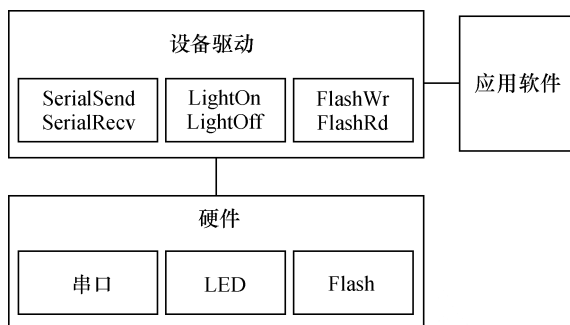 设备驱动
SerialSend
SerialRecv
LightOn
LightOff
FlashWr
FlashRd
应用软件
硬件
串口
LED
Flash